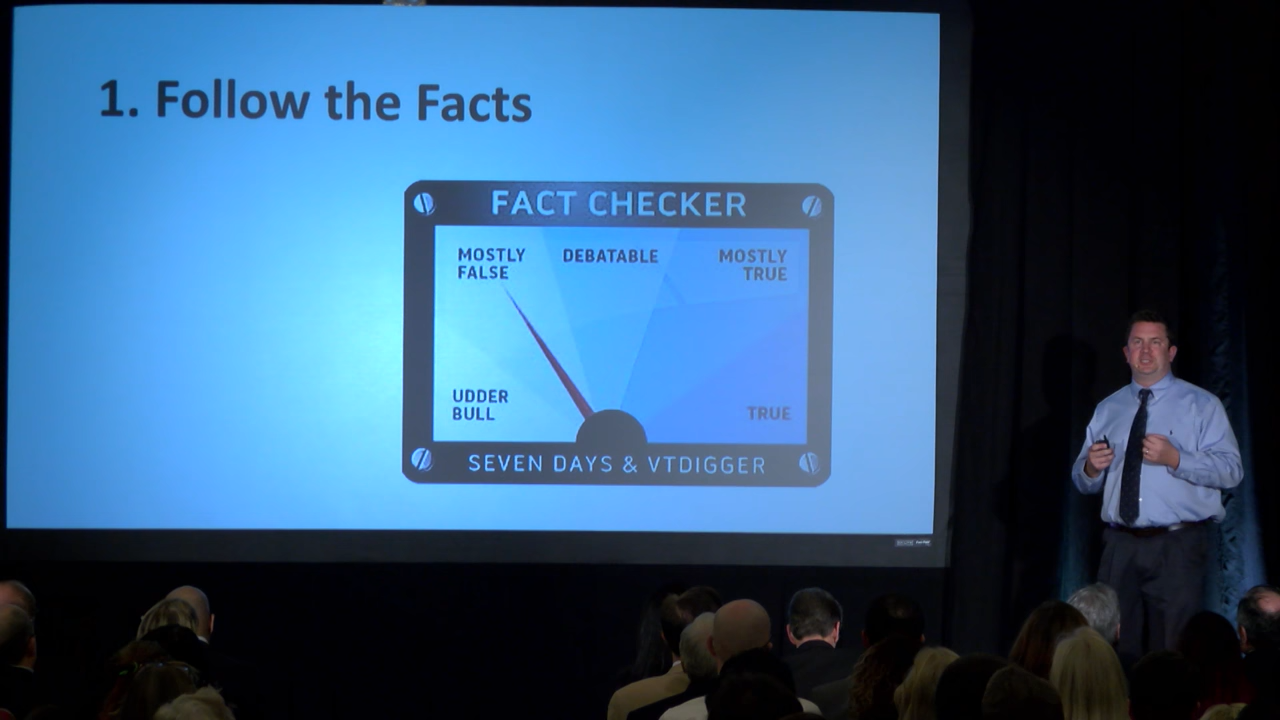 1. Follow the Facts
FACT CHECKER
MOSTLY
FALSE
DEBATABLE
MOSTLY
TRUE
UDDER
BULL
TRUE
SEVEN DAYS & VTDIGGER